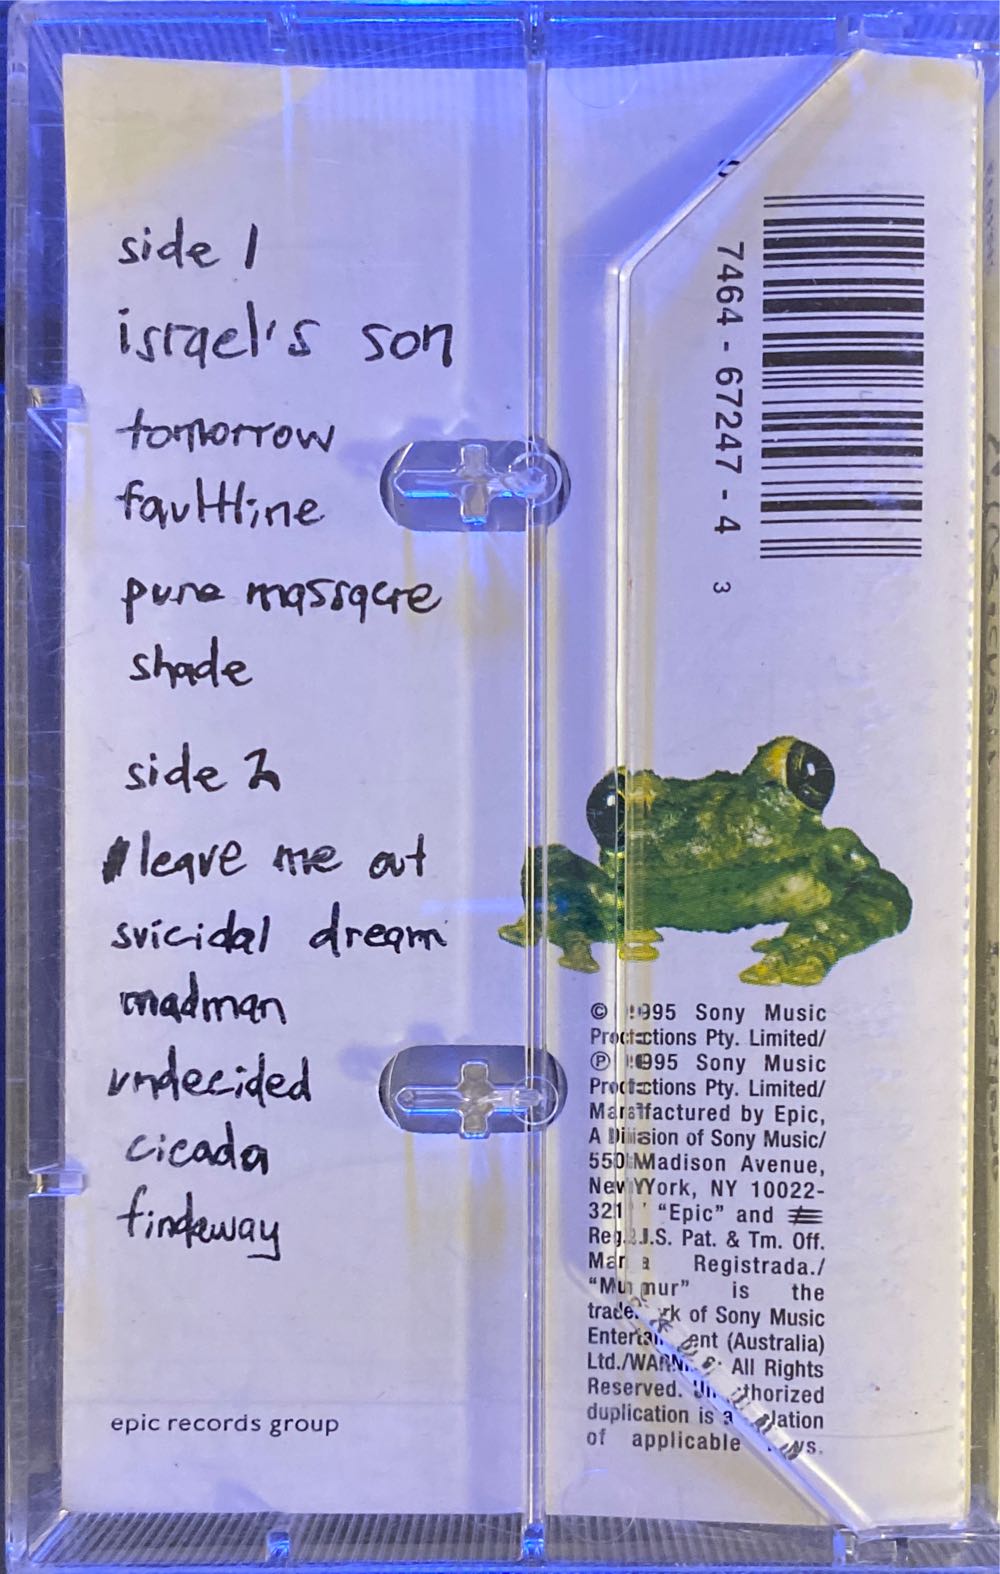 side 1
israel's son
tomorrow
faultline
pure massacre
shade
side 2
leave me out
suicidal dream
madman
undecided
cicada
findaway
epic records group
7464-67247-4 3
© 1995 Sony Music
Productions Pty. Limited/
℗ 1995 Sony Music
Productions Pty. Limited/
Manufactured by Epic,
A Division of Sony Music/
550 Madison Avenue,
New York, NY 10022-
321 "Epic" and
Reg. U.S. Pat. & Tm. Off.
Marca Registrada./
"Murmur" is the
trademark of Sony Music
Entertainment (Australia)
Ltd./WARNING: All Rights
Reserved. Unauthorized
duplication is a violation
of applicable laws.